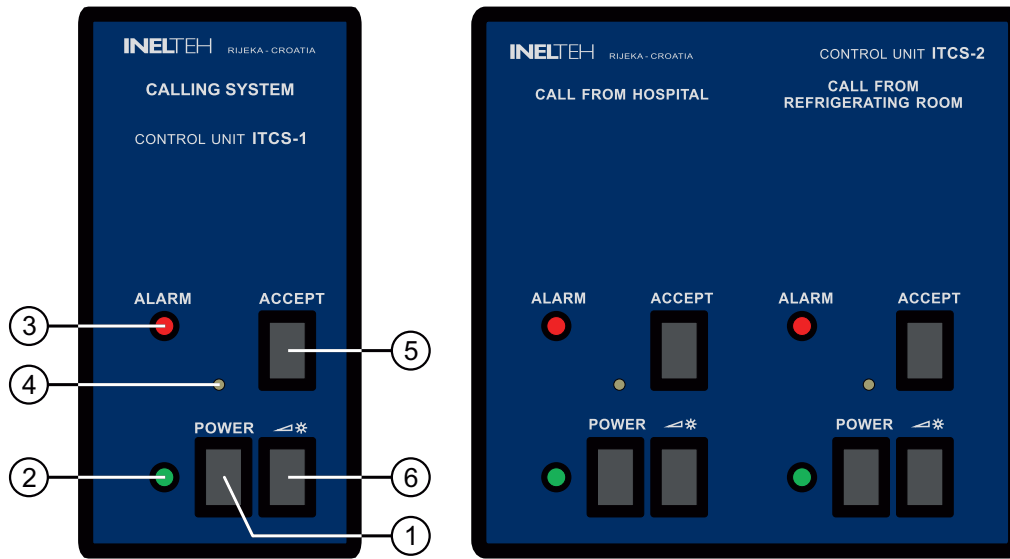 INELTEH RIJEKA - CROATIA
CALLING SYSTEM
CONTROL UNIT ITCS-1
ALARM ACCEPT
3
5
4
POWER
2
6
1
INELTEH RIJEKA - CROATIA CONTROL UNIT ITCS-2
CALL FROM HOSPITAL
CALL FROM
REFRIGERATING ROOM
ALARM ACCEPT ALARM ACCEPT
POWER POWER